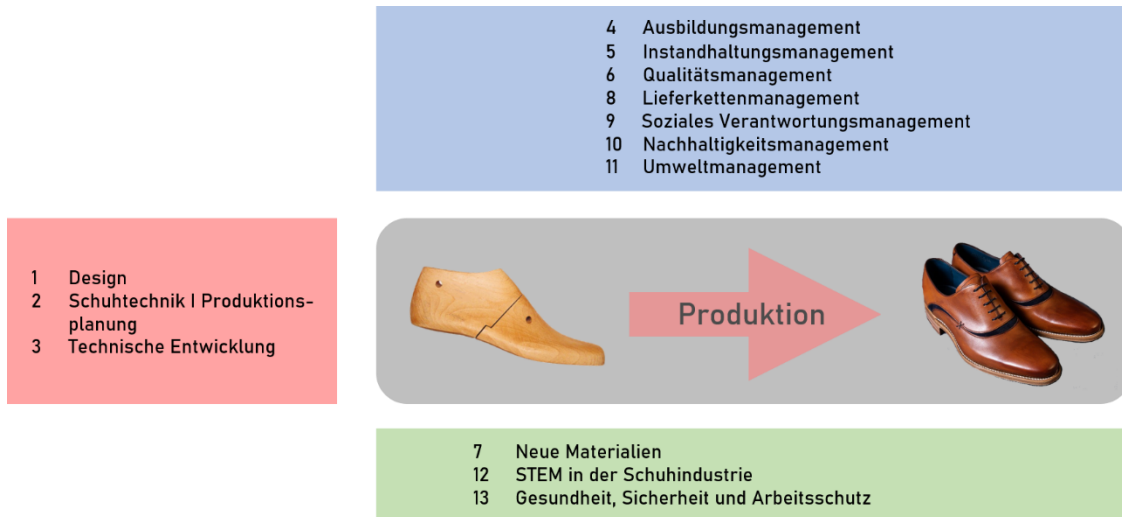 4 Ausbildungsmanagement
5 Instandhaltungsmanagement
6 Qualitätsmanagement
8 Lieferkettenmanagement
9 Soziales Verantwortungsmanagement
10 Nachhaltigkeitsmanagement
11 Umweltmanagement
1 Design
2 Schuhtechnik I Produktions-
planung
3 Technische Entwicklung
Produktion
7 Neue Materialien
12 STEM in der Schuhindustrie
13 Gesundheit, Sicherheit und Arbeitsschutz